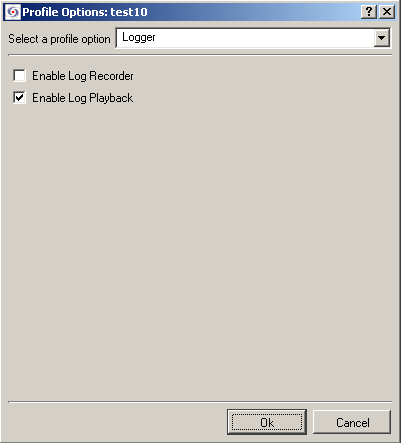 Profile Options: test10
Select a profile option Logger
Enable Log Recorder
Enable Log Playback
Ok Cancel